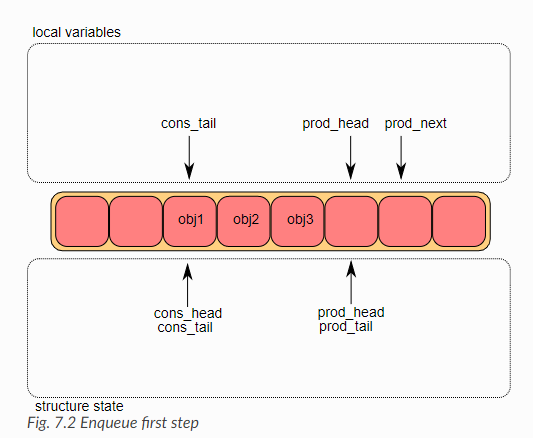 local variables
cons_tail
prod_head
prod_next
obj1
obj2
obj3
cons_head
cons_tail
prod_head
prod_tail
structure state
Fig. 7.2 Enqueue first step